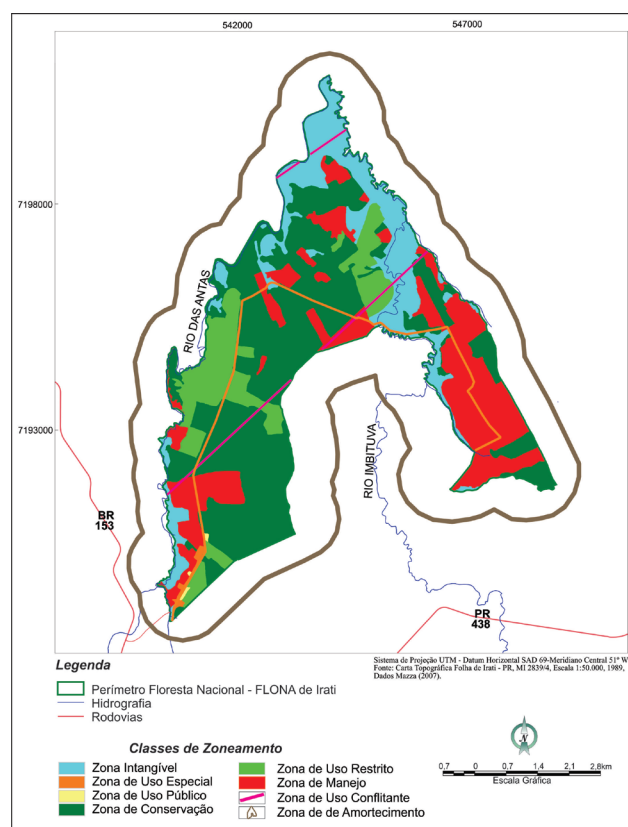 542000
547000
7198000
RIO DAS ANTAS
7193000
RIO IMBITUVA
BR
153
PR
438
Legenda
Sistema de Projeção UTM - Datum Horizontal SAD 69-Meridiano Central 51° W
Fonte: Carta Topográfica Folha de Irati - PR, MI 2839/4, Escala 1:50.000, 1989,
Dados Mazza (2007).
Perímetro Floresta Nacional - FLONA de Irati
Hidrografia
Rodovias
Classes de Zoneamento
N
Zona Intangível
Zona de Uso Especial
Zona de Uso Público
Zona de Conservação
Zona de Uso Restrito
Zona de Manejo
Zona de Uso Conflitante
Zona de de Amortecimento
0,7 0 0,7 1,4 2,1 2,8km
Escala Gráfica